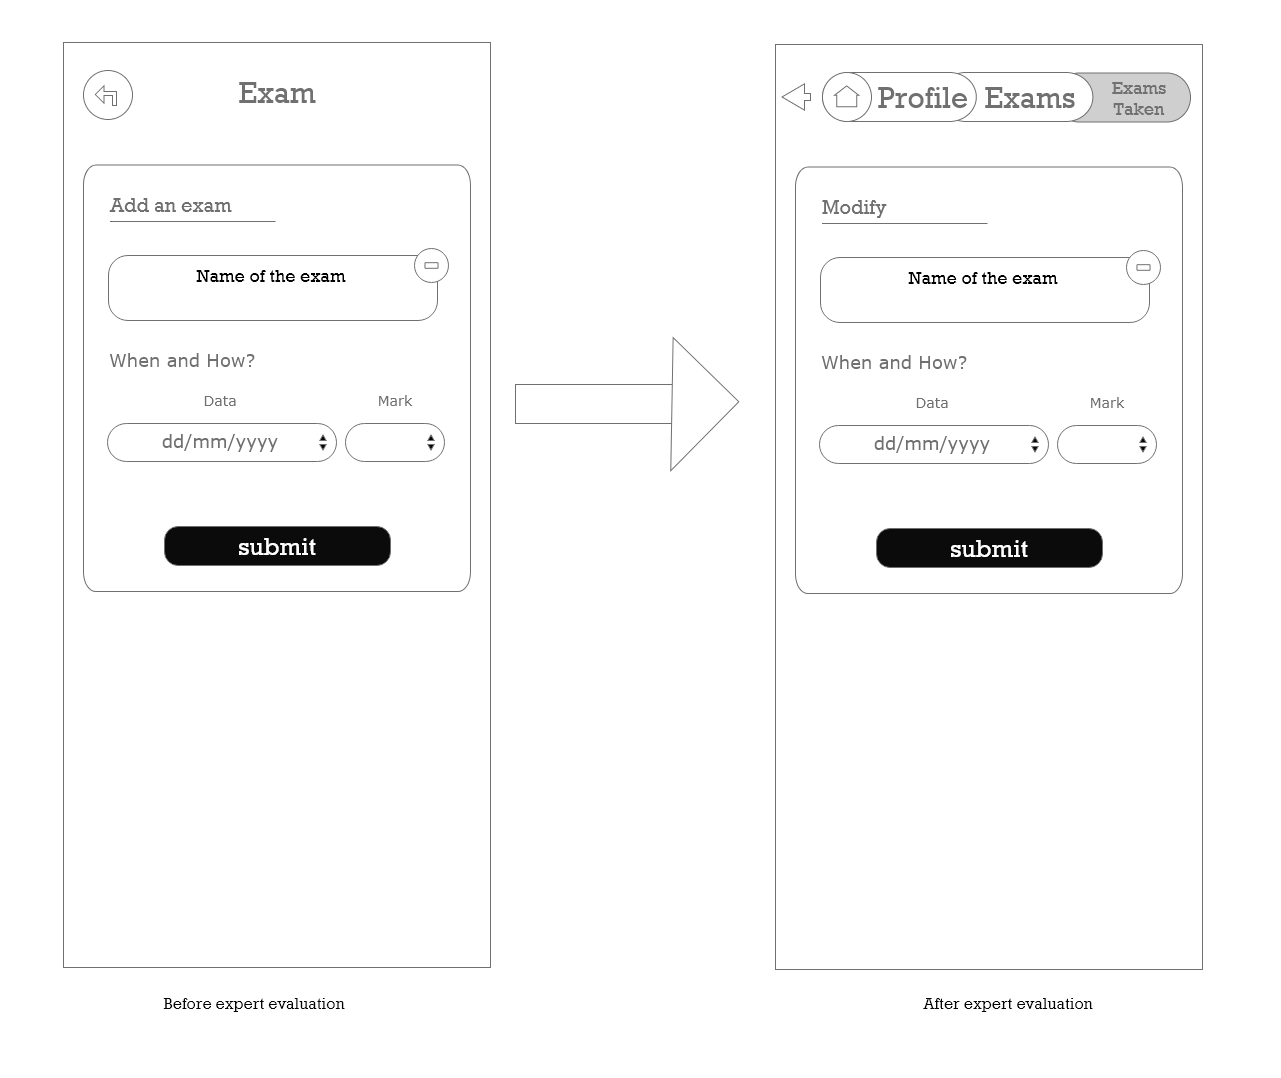 Exam
Add an exam
Name of the exam
When and How?
Data Mark
dd/mm/yyyy
submit
Before expert evaluation
Profile Exams Exams
Taken
Modify
Name of the exam
When and How?
Data Mark
dd/mm/yyyy
submit
After expert evaluation